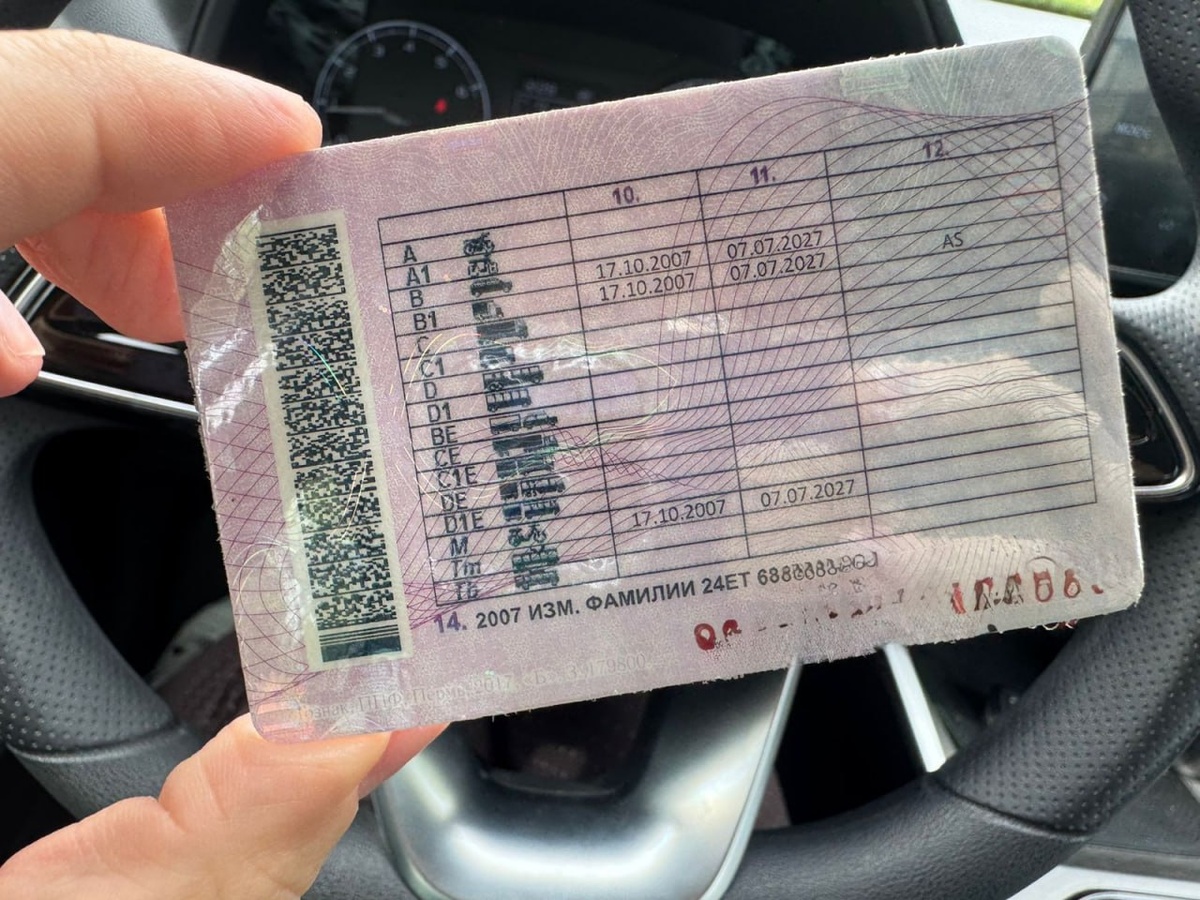 10. 11. 12.
A
A1
B 17.10.2007 07.07.2027
B1 17.10.2007 07.07.2027 AS
C
C1
D
D1
BE
CE
C1E
DE
D1E
M 17.10.2007 07.07.2027
Tm
Tb
14. 2007 ИЗМ. ФАМИЛИИ 24ЕТ
Пермь, 2017, «Б».